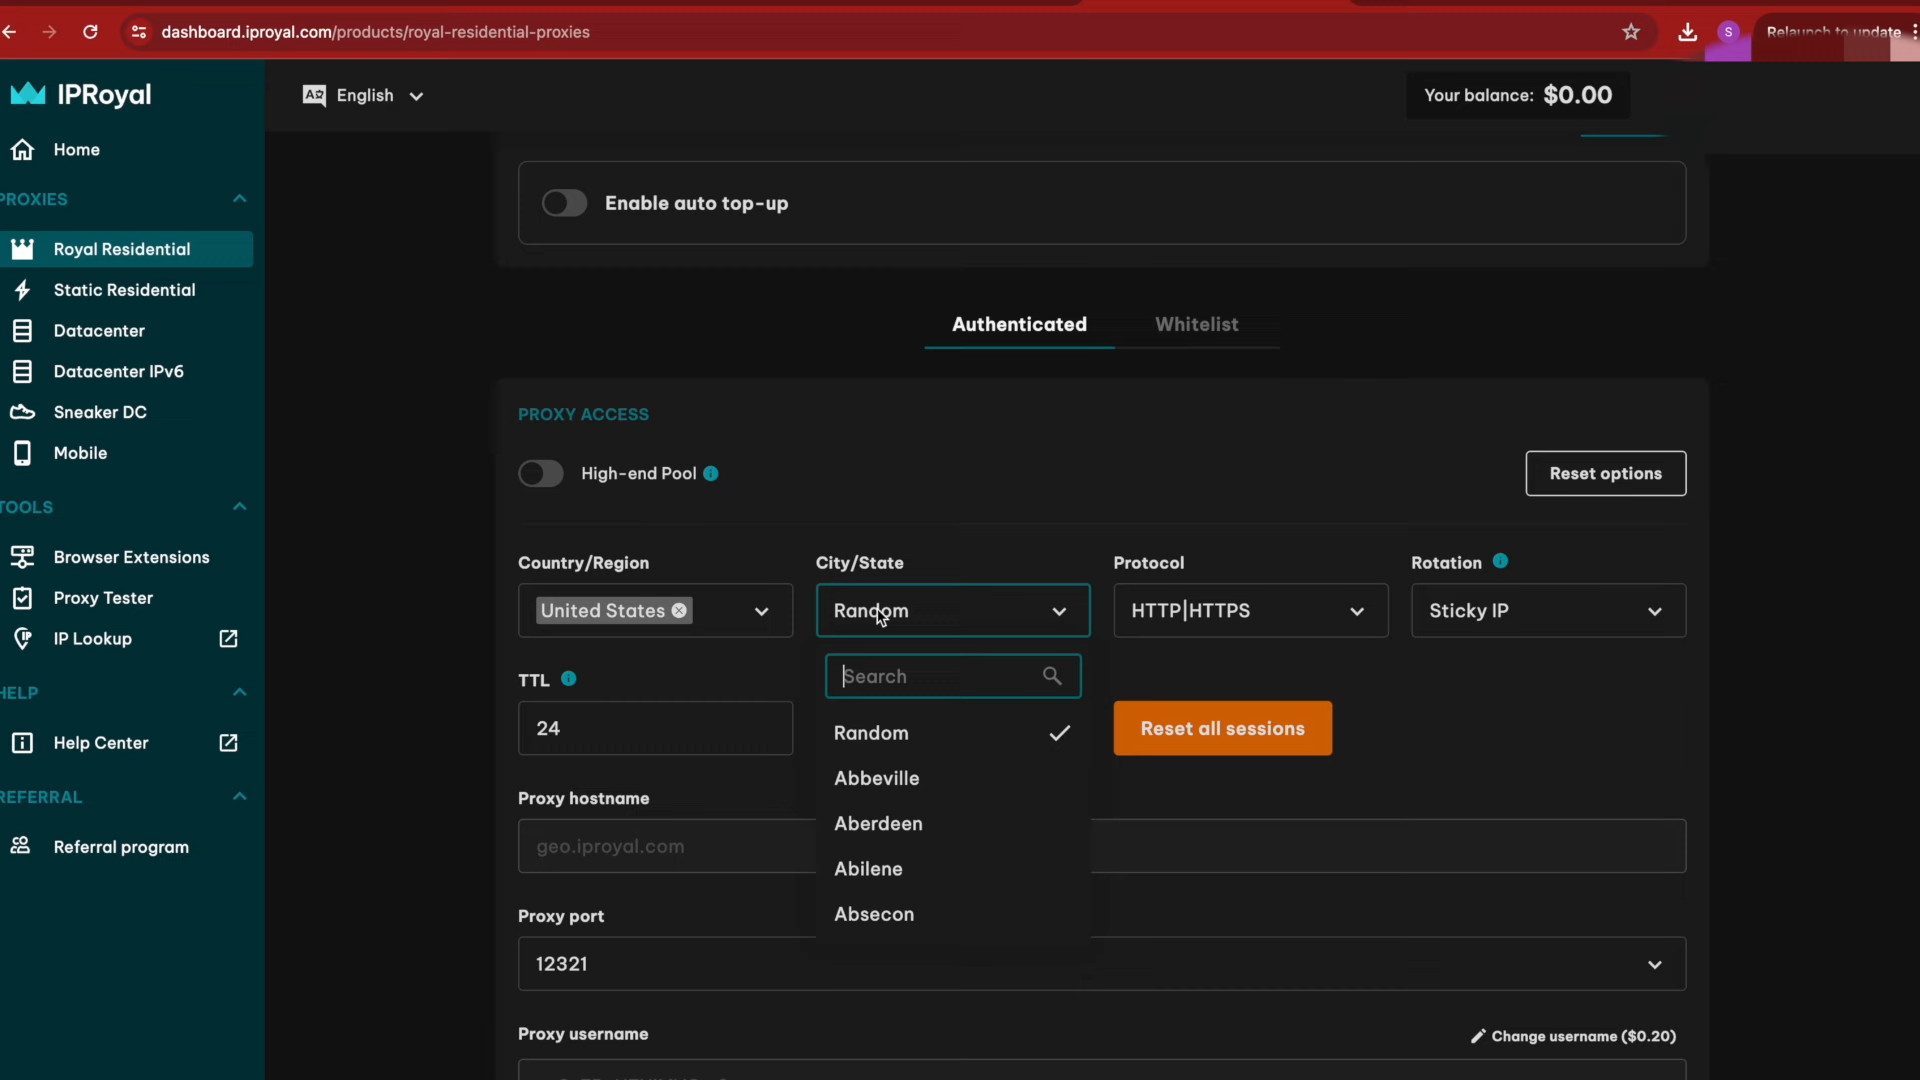 dashboard.iproyal.com/products/royal-residential-proxies
S
Relaunch to update
IPRoyal
English
Your balance: $0.00
Home
PROXIES
Royal Residential
Static Residential
Datacenter
Datacenter IPv6
Sneaker DC
Mobile
TOOLS
Browser Extensions
Proxy Tester
IP Lookup
HELP
Help Center
REFERRAL
Referral program
Enable auto top-up
Authenticated
Whitelist
PROXY ACCESS
High-end Pool
Reset options
Country/Region
City/State
Protocol
Rotation
United States
Random
HTTP|HTTPS
Sticky IP
TTL
Search
24
Random
Reset all sessions
Abbeville
Proxy hostname
Aberdeen
geo.iproyal.com
Abilene
Absecon
Proxy port
12321
Proxy username
Change username ($0.20)